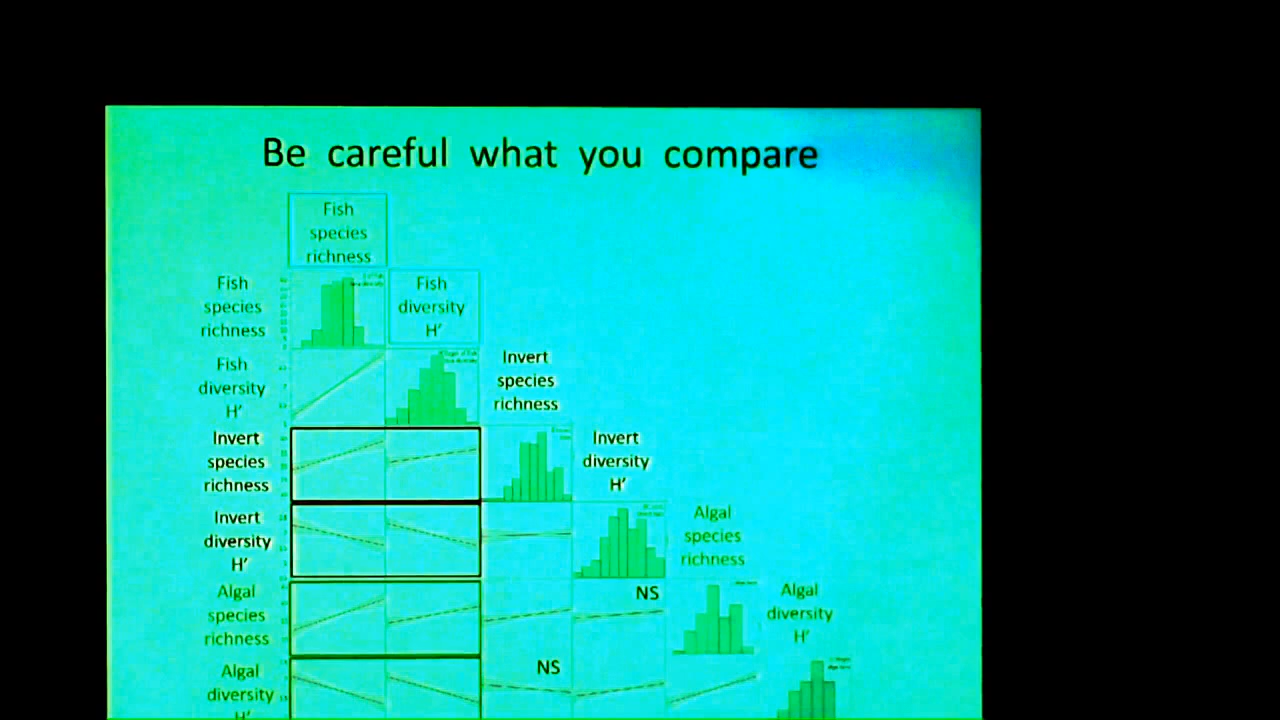 Be careful what you compare
Fish
species
richness
Fish
species
richness
Fish
diversity
H′
Fish
diversity
H′
Invert
species
richness
Invert
species
richness
Invert
diversity
H′
Invert
diversity
H′
Algal
species
richness
Algal
species
richness
NS
Algal
diversity
H′
Algal
diversity
H′
NS